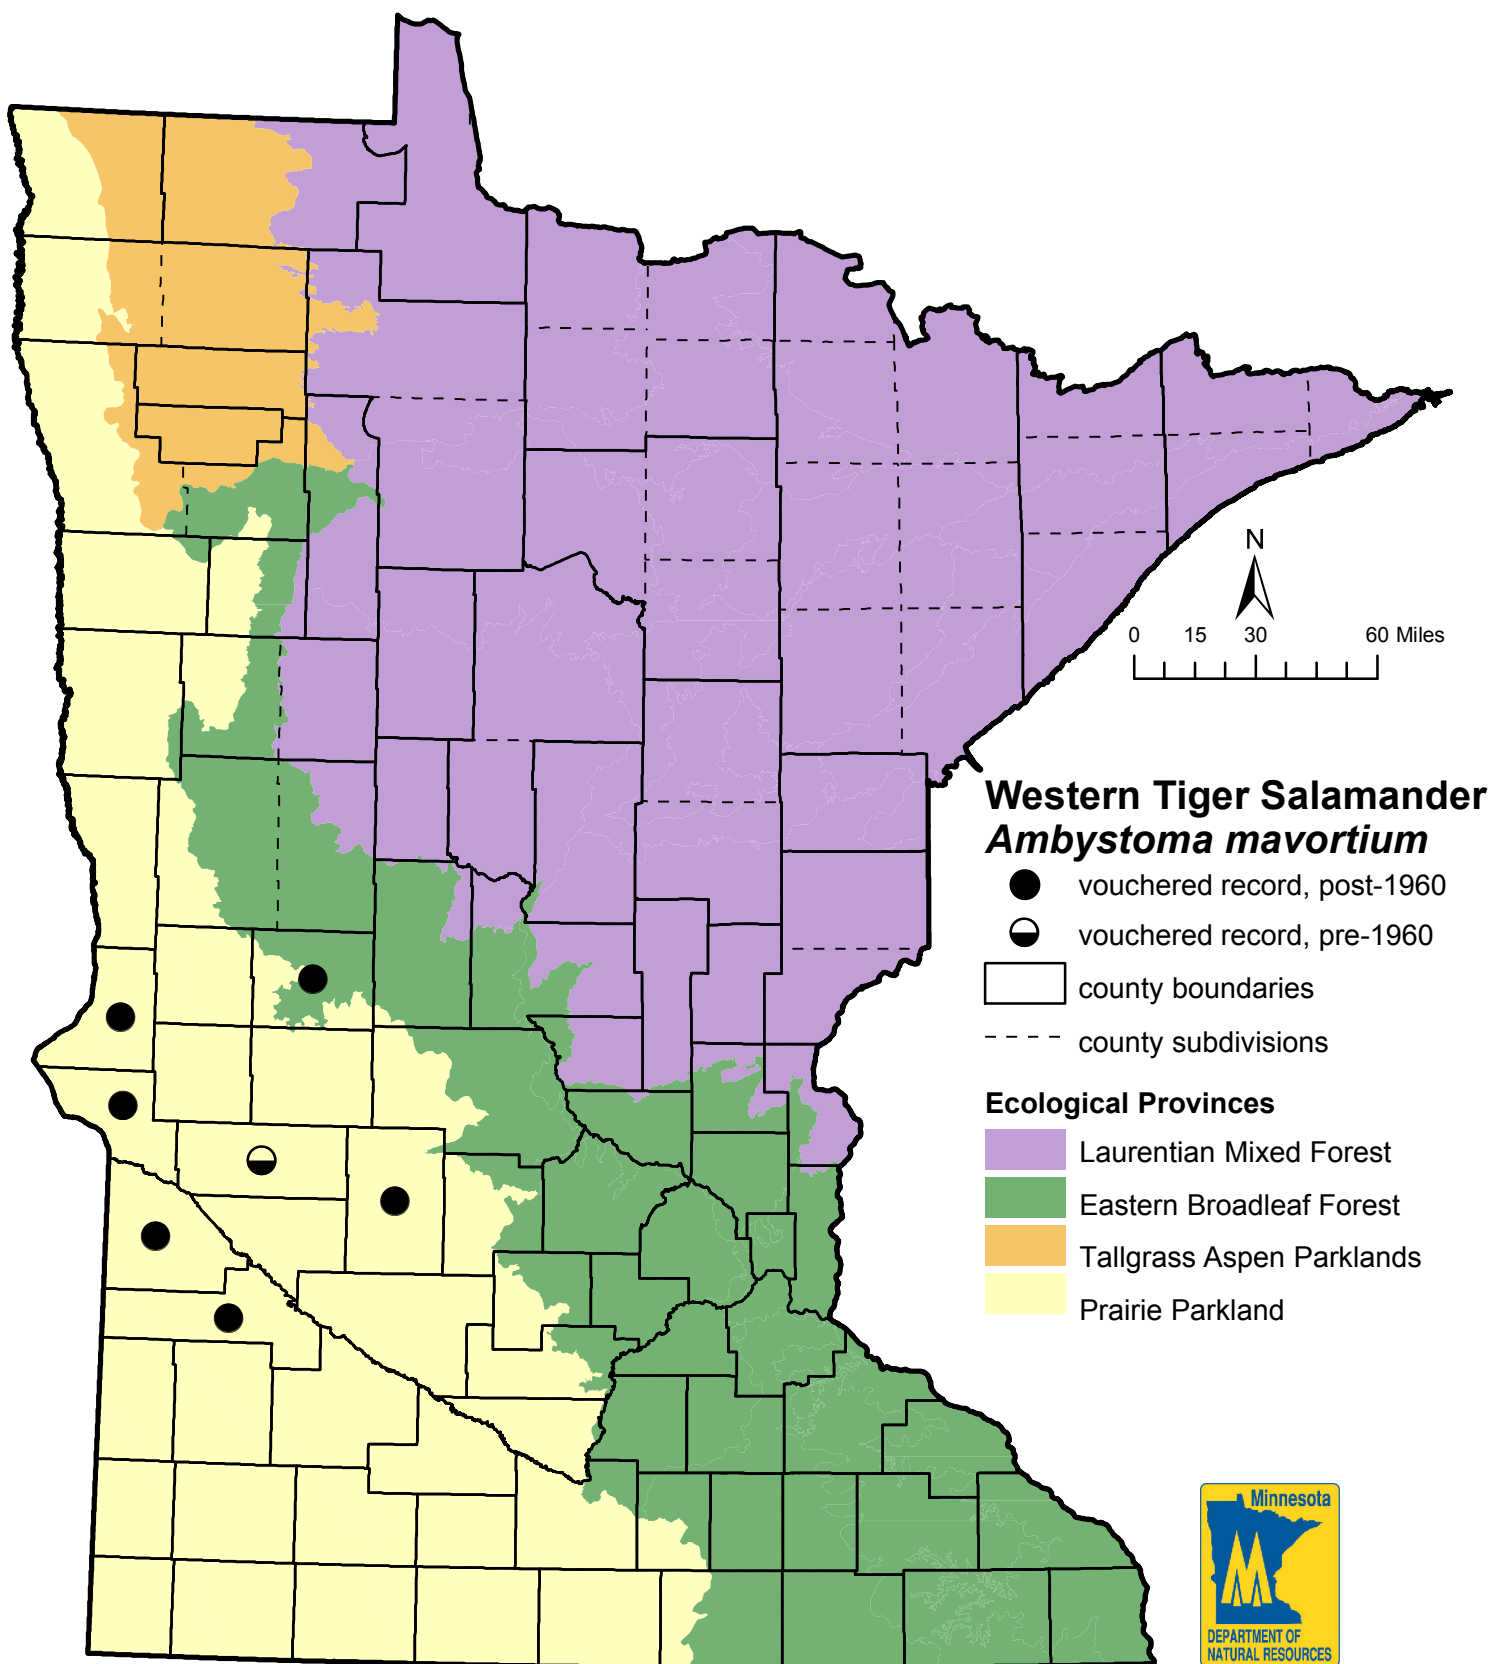 N
0 15 30 60 Miles
Western Tiger Salamander
Ambystoma mavortium
vouchered record, post-1960
vouchered record, pre-1960
county boundaries
county subdivisions
Ecological Provinces
Laurentian Mixed Forest
Eastern Broadleaf Forest
Tallgrass Aspen Parklands
Prairie Parkland
Minnesota
M
DEPARTMENT OF
NATURAL RESOURCES